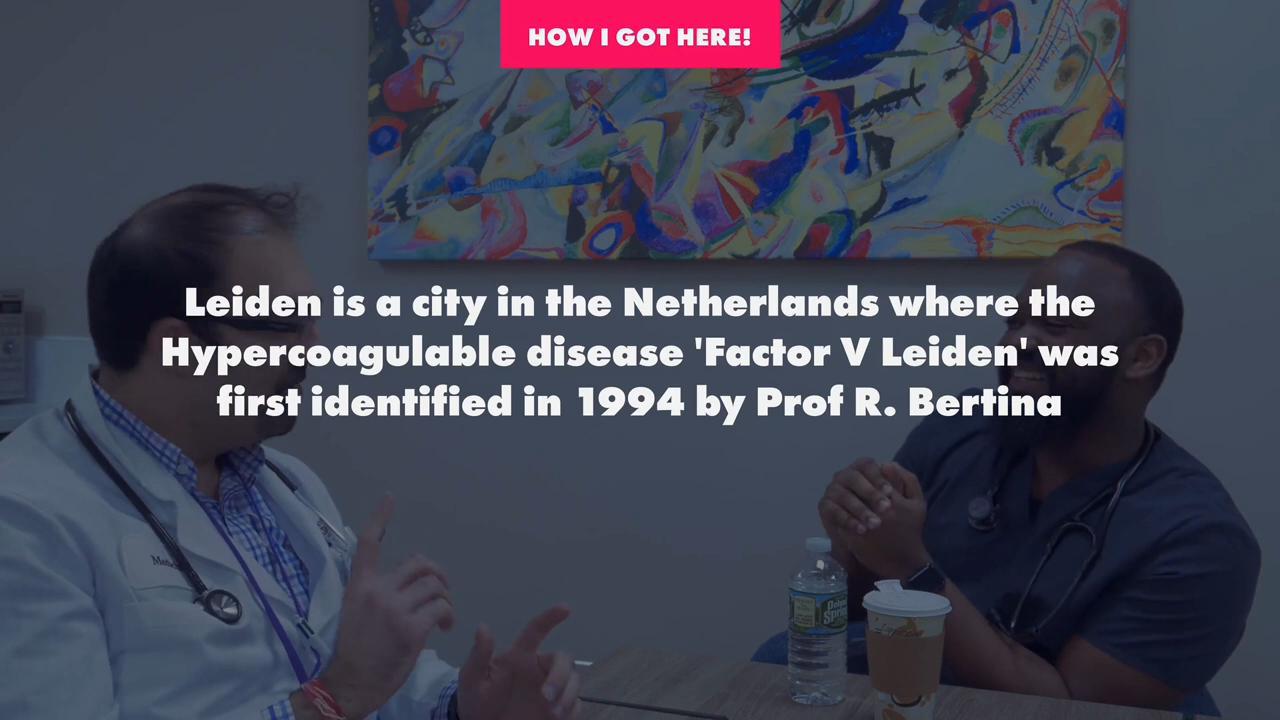 HOW I GOT HERE!
Leiden is a city in the Netherlands where the
Hypercoagulable disease 'Factor V Leiden' was
first identified in 1994 by Prof R. Bertina